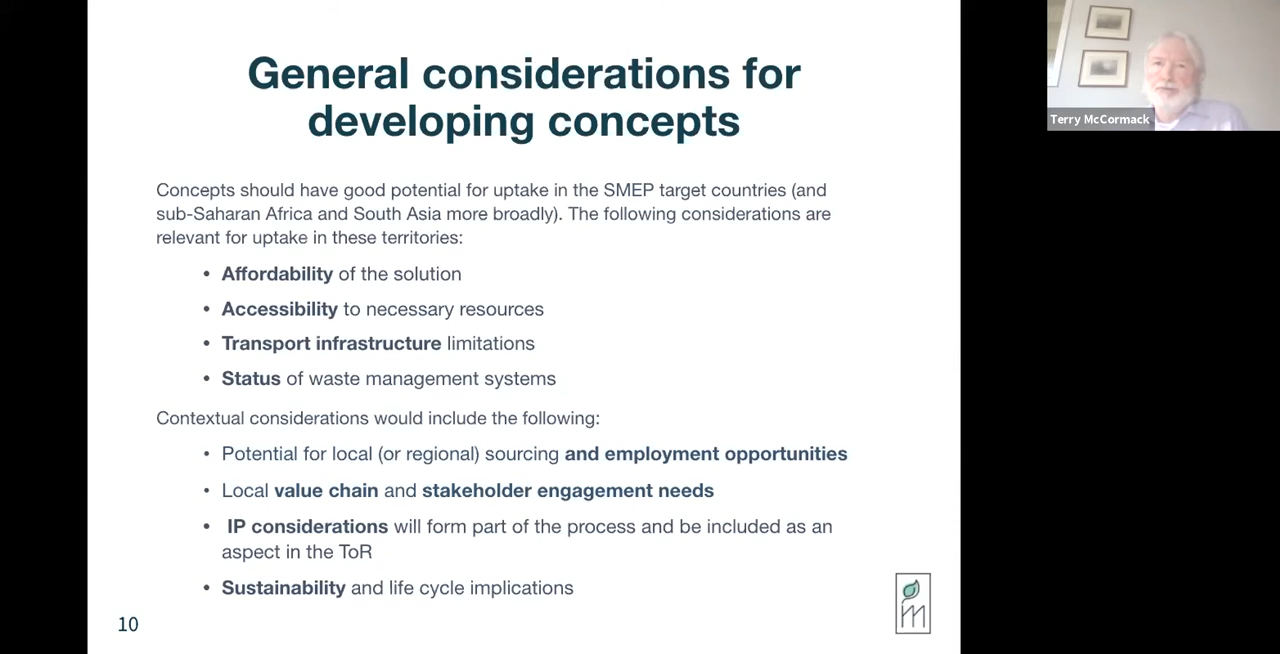 General considerations for
developing concepts
Concepts should have good potential for uptake in the SMEP target countries (and
sub-Saharan Africa and South Asia more broadly). The following considerations are
relevant for uptake in these territories:
• Affordability of the solution
• Accessibility to necessary resources
• Transport infrastructure limitations
• Status of waste management systems
Contextual considerations would include the following:
• Potential for local (or regional) sourcing and employment opportunities
• Local value chain and stakeholder engagement needs
• IP considerations will form part of the process and be included as an
aspect in the ToR
• Sustainability and life cycle implications
10
Terry McCormack